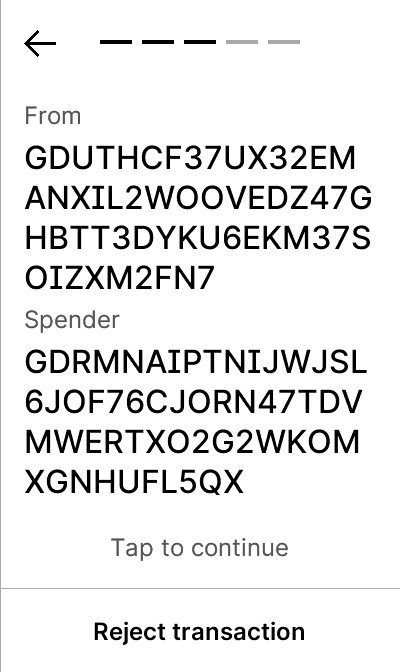 From
GDUTHCF37UX32EM
ANXIL2WOOVEDZ47G
HBTT3DYKU6EKM37S
OIZXM2FN7
Spender
GDRMNAIPTNIJWJSL
6JOF76CJORN47TDV
MWERTXO2G2WKOM
XGNHUFL5QX
Tap to continue
Reject transaction